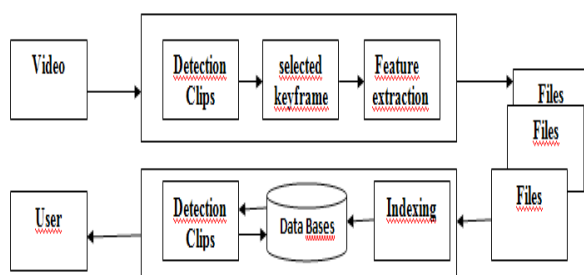 Video
Detection
Clips
selected
keyframe
Feature
extraction
Files
Files
Files
User
Detection
Clips
Data Bases
Indexing